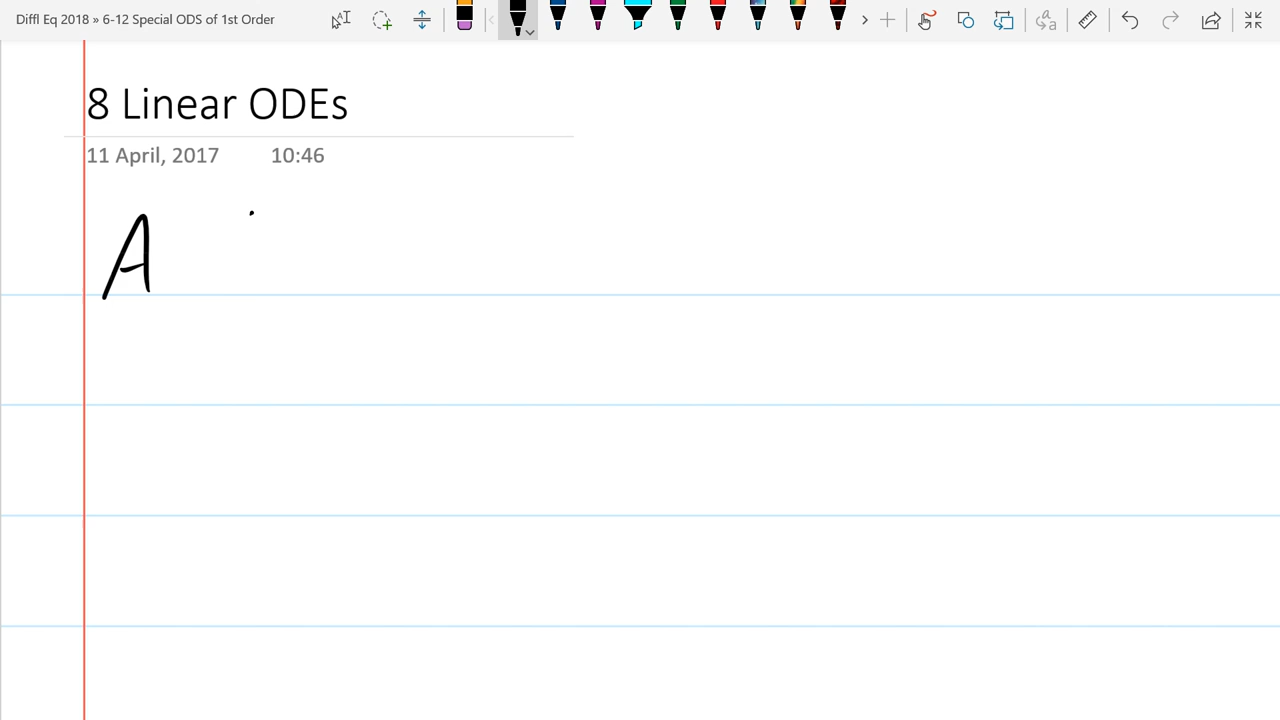 Diffl Eq 2018 » 6-12 Special ODS of 1st Order
8 Linear ODEs
11 April, 2017 10:46
A